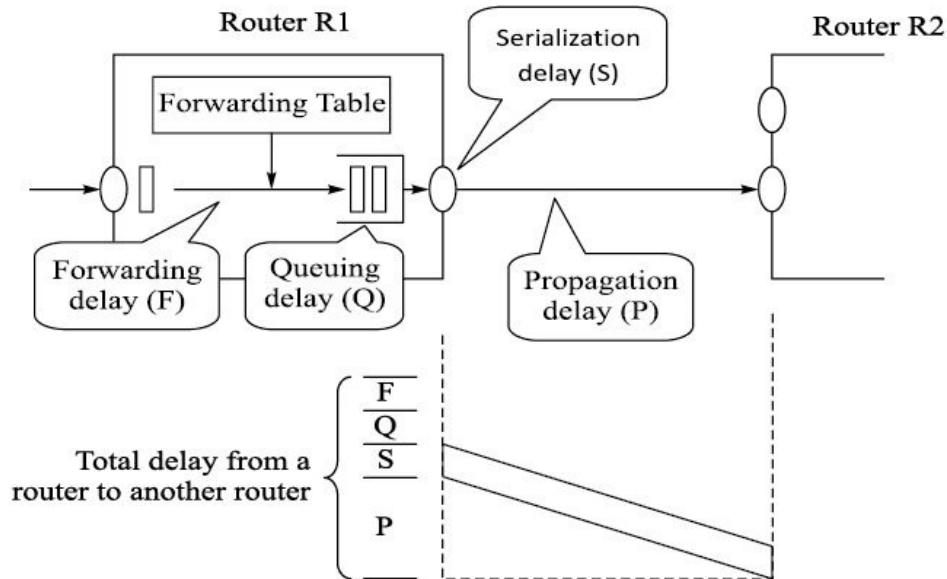 Router R1
Router R2
Serialization
delay (S)
Forwarding Table
Forwarding
delay (F)
Queuing
delay (Q)
Propagation
delay (P)
F
Q
S
P
Total delay from a
router to another router